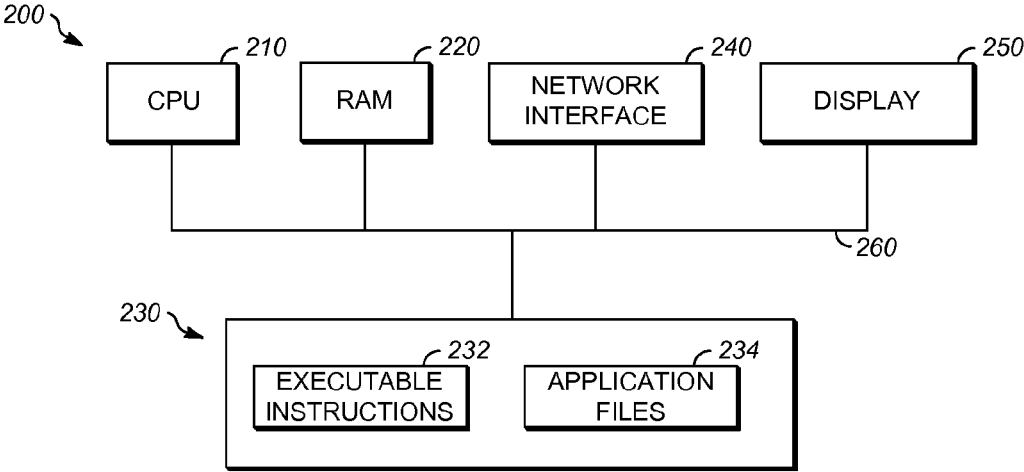 200
210
220
240
250
CPU
RAM
NETWORK
INTERFACE
DISPLAY
260
230
232
234
EXECUTABLE
INSTRUCTIONS
APPLICATION
FILES